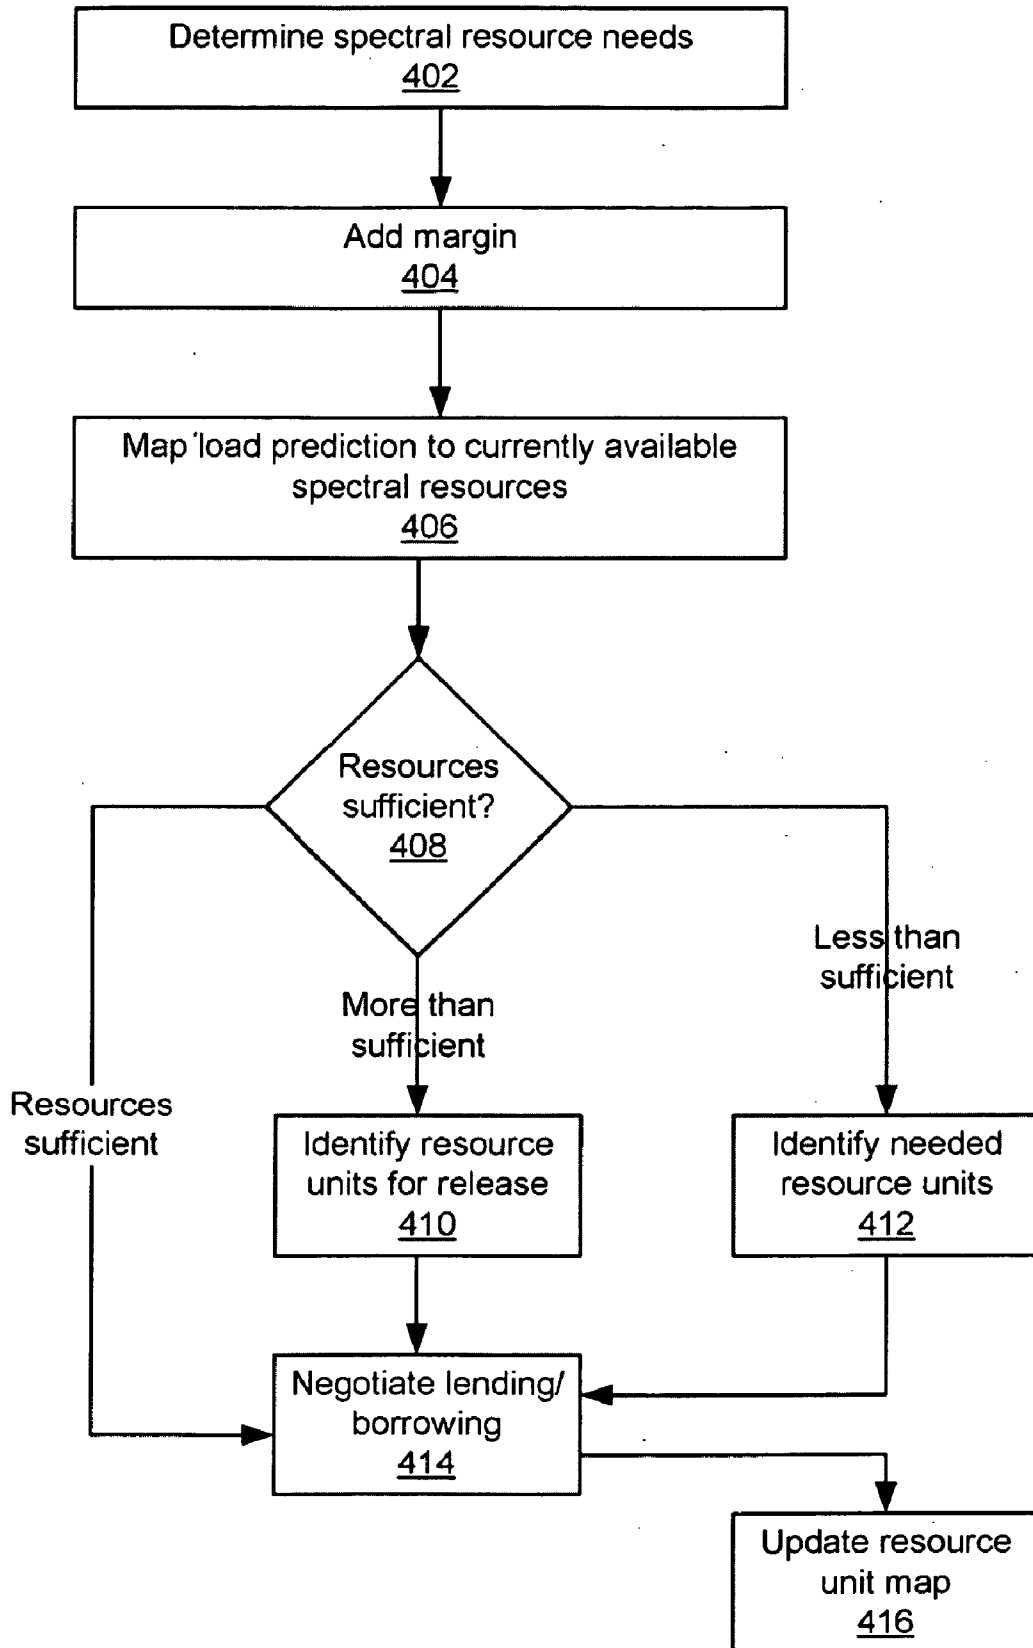 Determine spectral resource needs
402
Add margin
404
Map load prediction to currently available
spectral resources
406
Resources
sufficient?
408
Less than
sufficient
More than
sufficient
Resources
sufficient
Identify resource
units for release
410
Identify needed
resource units
412
Negotiate lending/
borrowing
414
Update resource
unit map
416